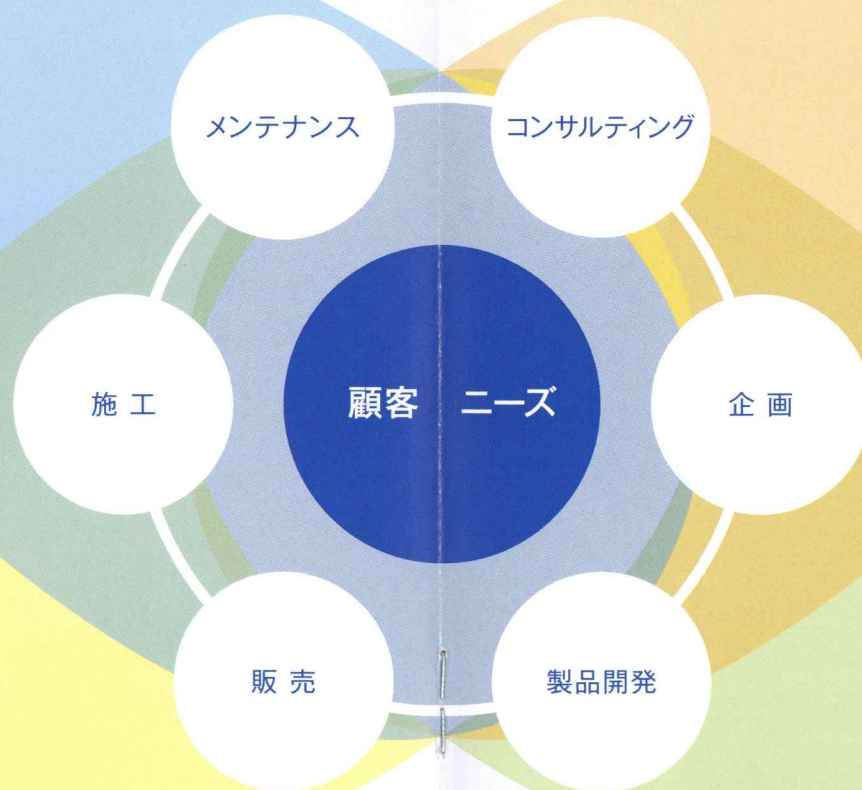 メンテナンス
コンサルティング
施 工
顧客 ニーズ
企 画
販 売
製品開発